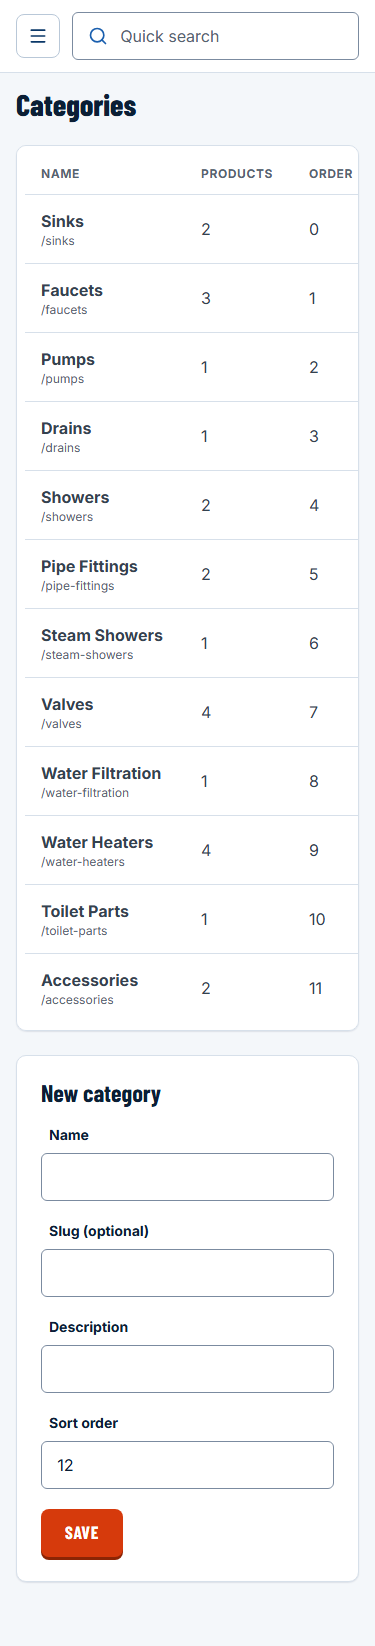 Quick search
Categories
NAME PRODUCTS ORDER
Sinks 2 0
/sinks
Faucets 3 1
/faucets
Pumps 1 2
/pumps
Drains 1 3
/drains
Showers 2 4
/showers
Pipe Fittings 2 5
/pipe-fittings
Steam Showers 1 6
/steam-showers
Valves 4 7
/valves
Water Filtration 1 8
/water-filtration
Water Heaters 4 9
/water-heaters
Toilet Parts 1 10
/toilet-parts
Accessories 2 11
/accessories
New category
Name
Slug (optional)
Description
Sort order
12
SAVE